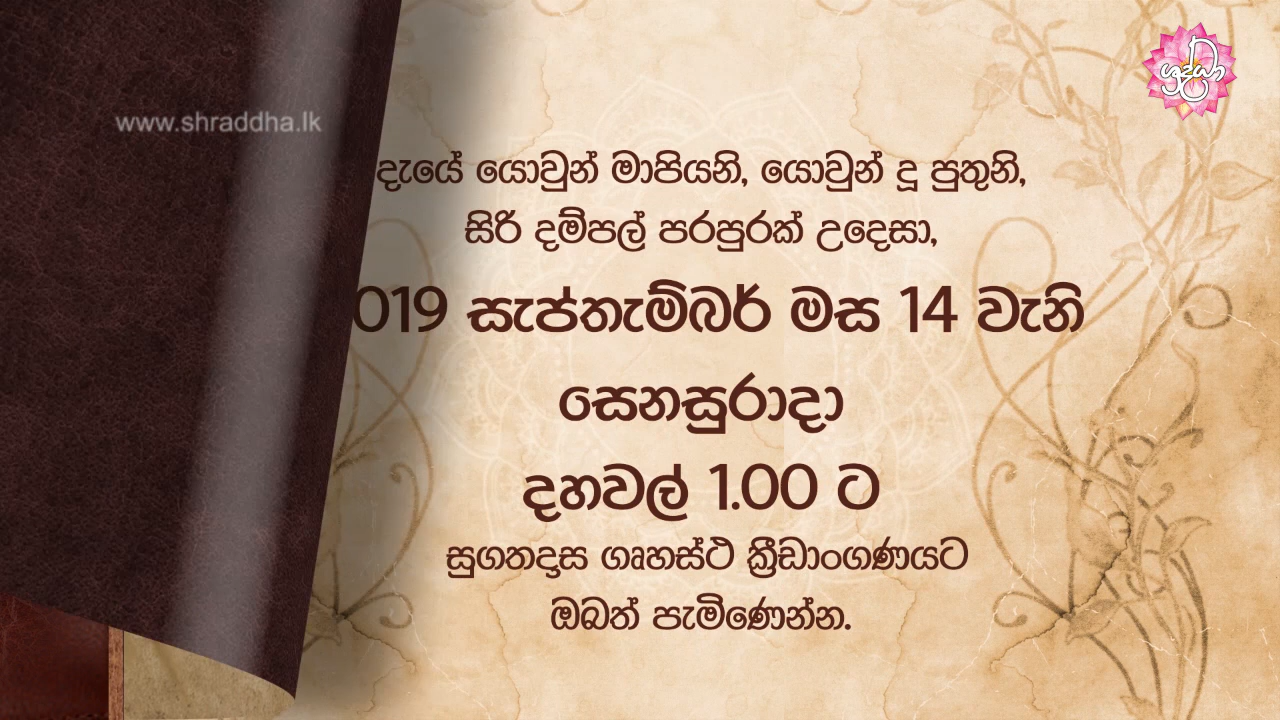 ශ්‍රද්ධා
www.shraddha.lk
දැයේ යොවුන් මාපියනි, යොවුන් දූ පුතුනි,
සිරි දම්පල් පරපුරක් උදෙසා,
019 සැප්තැම්බර් මස 14 වැනි
සෙනසුරාදා
දහවල් 1.00 ට
සුගතදාස ගෘහස්ථ ක්‍රීඩාංගණයට
ඔබත් පැමිණෙන්න.